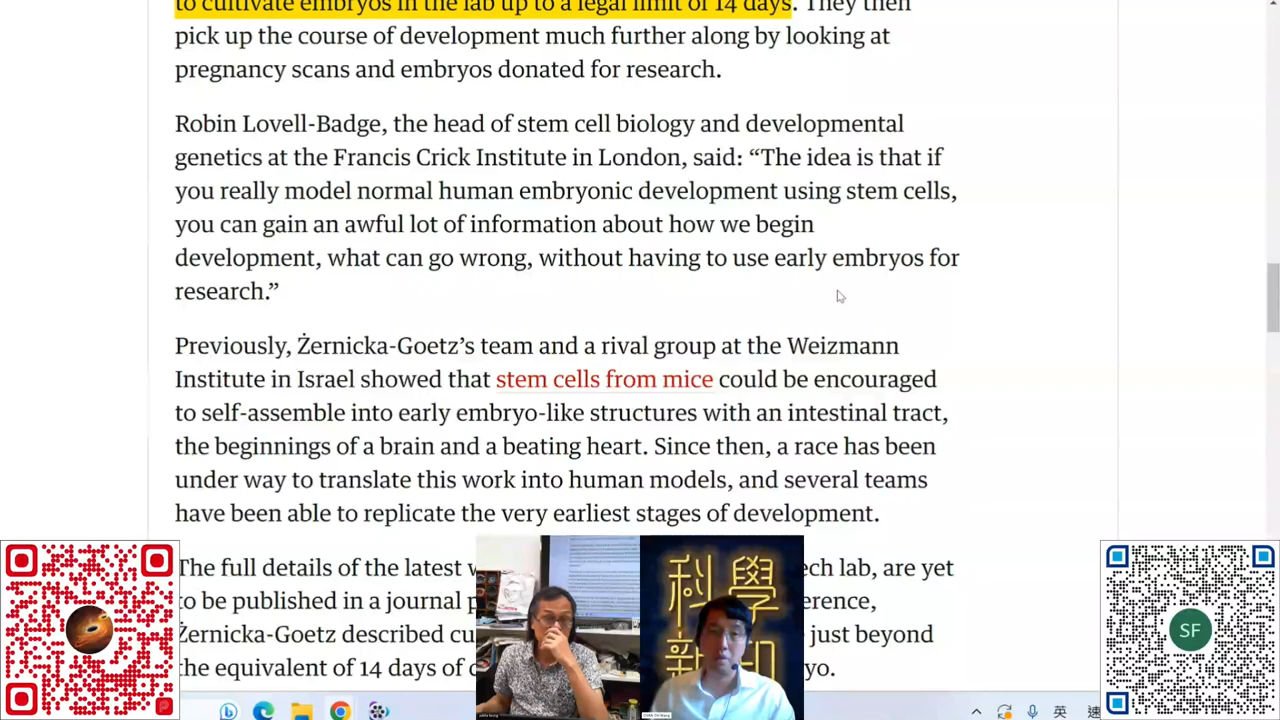 to cultivate embryos in the lab up to a legal limit of 14 days. They then
pick up the course of development much further along by looking at
pregnancy scans and embryos donated for research.
Robin Lovell-Badge, the head of stem cell biology and developmental
genetics at the Francis Crick Institute in London, said: “The idea is that if
you really model normal human embryonic development using stem cells,
you can gain an awful lot of information about how we begin
development, what can go wrong, without having to use early embryos for
research.”
Previously, Żernicka-Goetz’s team and a rival group at the Weizmann
Institute in Israel showed that stem cells from mice could be encouraged
to self-assemble into early embryo-like structures with an intestinal tract,
the beginnings of a brain and a beating heart. Since then, a race has been
under way to translate this work into human models, and several teams
have been able to replicate the very earliest stages of development.
The full details of the latest w ech lab, are yet
to be published in a journal p erence,
Żernicka-Goetz described cu just beyond
the equivalent of 14 days of d yo.
科學
新知
SF
英 速